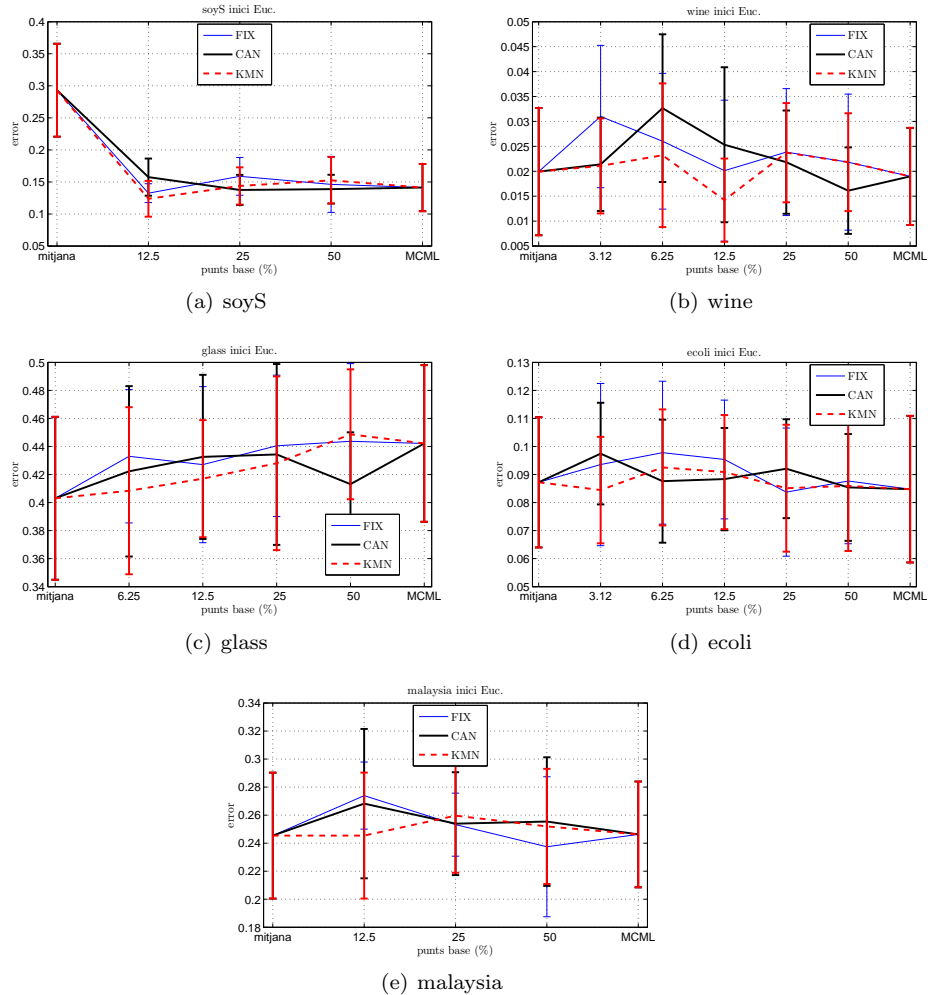 soyS inici Euc.
0.4
0.35
0.3
0.25
0.2
0.15
0.1
0.05
error
FIX
CAN
KMN
mitjana 12.5 25 50 MCML
punts base (%)
(a) soyS
wine inici Euc.
0.05
0.045
0.04
0.035
0.03
0.025
0.02
0.015
0.01
0.005
error
FIX
CAN
KMN
mitjana 3.12 6.25 12.5 25 50 MCML
punts base (%)
(b) wine
glass inici Euc.
0.5
0.48
0.46
0.44
0.42
0.4
0.38
0.36
0.34
error
FIX
CAN
KMN
mitjana 6.25 12.5 25 50 MCML
punts base (%)
(c) glass
ecoli inici Euc.
0.13
0.12
0.11
0.1
0.09
0.08
0.07
0.06
0.05
error
FIX
CAN
KMN
mitjana 3.12 6.25 12.5 25 50 MCML
punts base (%)
(d) ecoli
malaysia inici Euc.
0.34
0.32
0.3
0.28
0.26
0.24
0.22
0.2
0.18
error
FIX
CAN
KMN
mitjana 12.5 25 50 MCML
punts base (%)
(e) malaysia